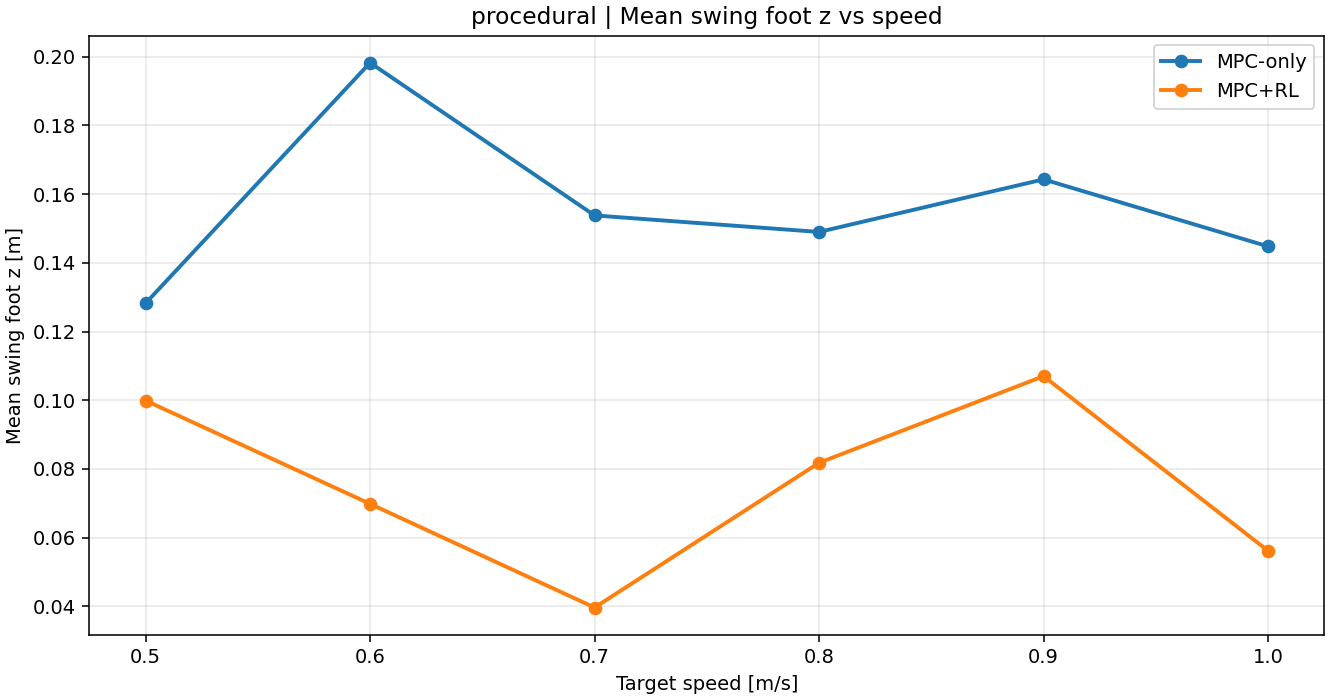 procedural | Mean swing foot z vs speed
MPC-only
MPC+RL
Mean swing foot z [m]
0.20
0.18
0.16
0.14
0.12
0.10
0.08
0.06
0.04
0.5 0.6 0.7 0.8 0.9 1.0
Target speed [m/s]